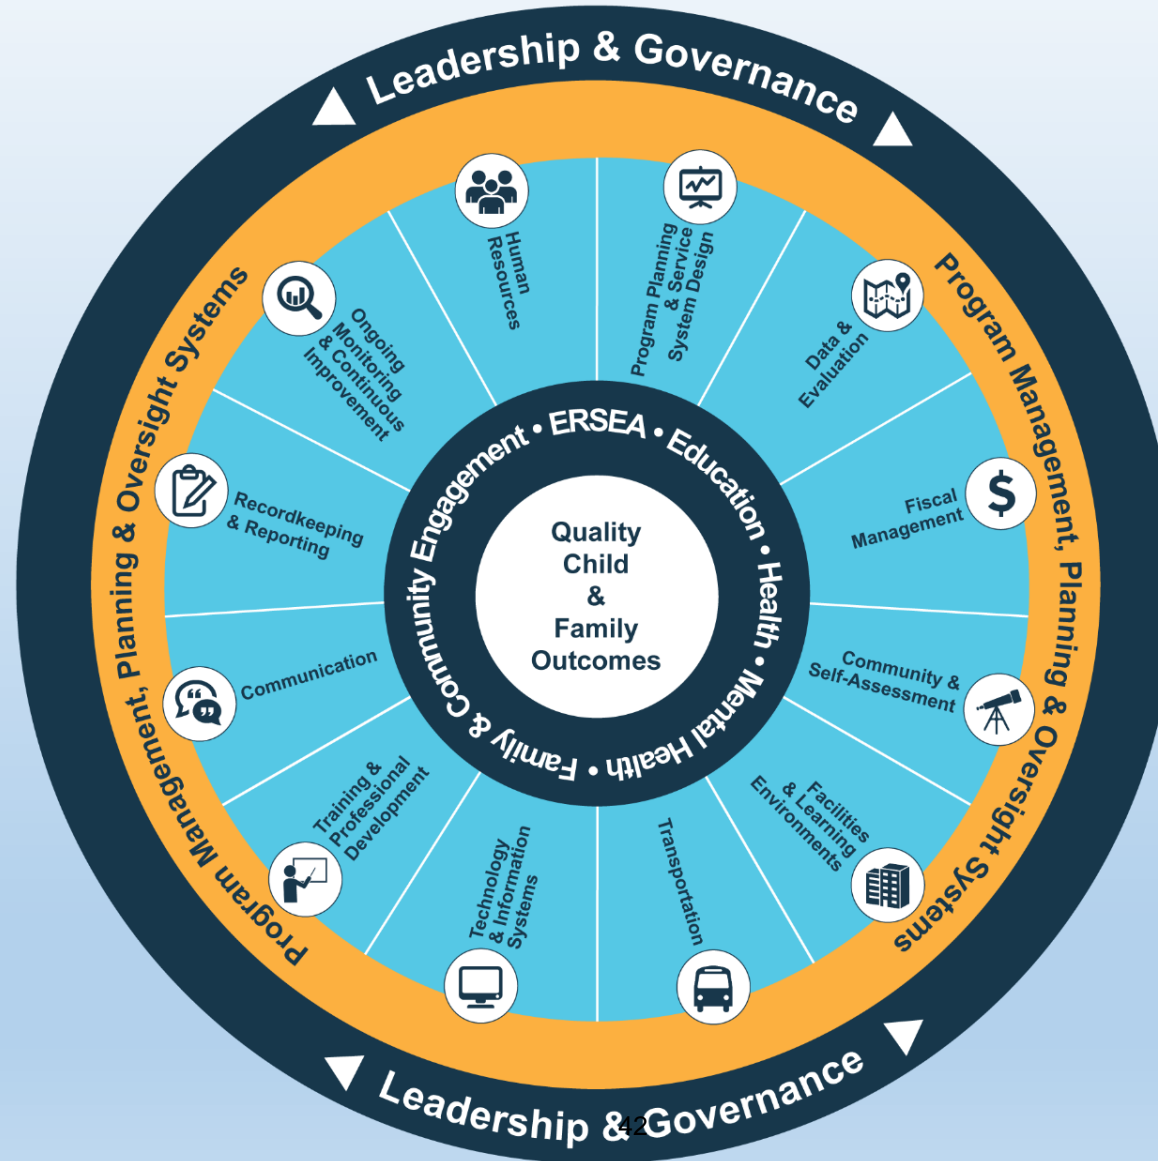 Leadership & Governance
Program Management, Planning & Oversight Systems
Program Management, Planning & Oversight Systems
Human
Resources
Program Planning
& Service
System Design
Data &
Evaluation
Fiscal
Management
Community &
Self-Assessment
Facilities
& Learning
Environments
Transportation
Technology
& Information
Systems
Training &
Professional
Development
Communication
Recordkeeping
& Reporting
Ongoing
Monitoring
& Continuous
Improvement
ERSEA • Education • Health • Mental Health • Family & Community Engagement •
Quality
Child
&
Family
Outcomes
Leadership & Governance
42